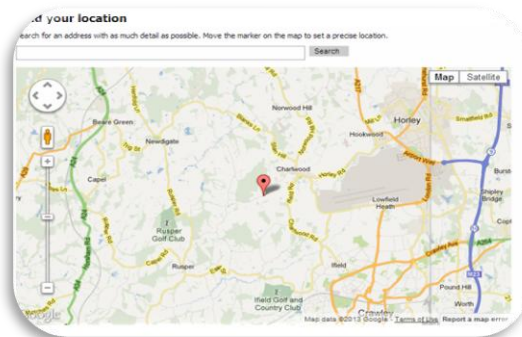 d your location
earch for an address with as much detail as possible. Move the marker on the map to set a precise location.
Search
Map
Satellite
Norwood Hill
Horley
Hookwood
Beare Green
Newdigate
Charlwood
Horley Rd
Capel
Lowfield
Heath
Shipley
Bridge
Rusper
Golf Club
Rusper
Ifield
Pound Hill
Worth
Ifield Golf and
Country Club
Crawley
Map data ©2013 Google - Terms of Use Report a map error